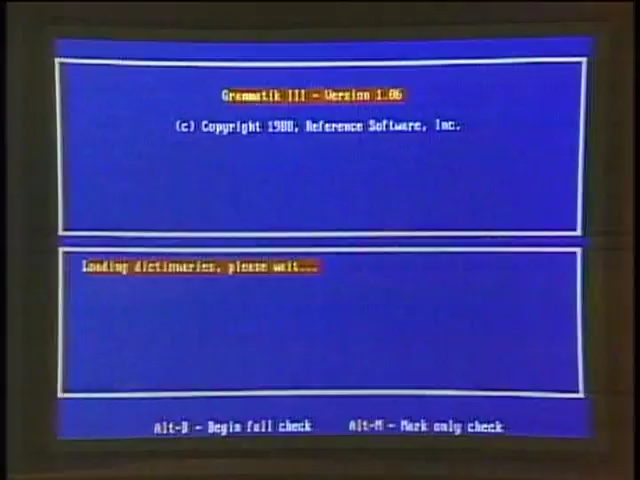 Grammatik III - Version 1.06
(c) Copyright 1988, Reference Software, Inc.
Loading dictionaries, please wait...
Alt-B - Begin full check    Alt-M - Mark only check